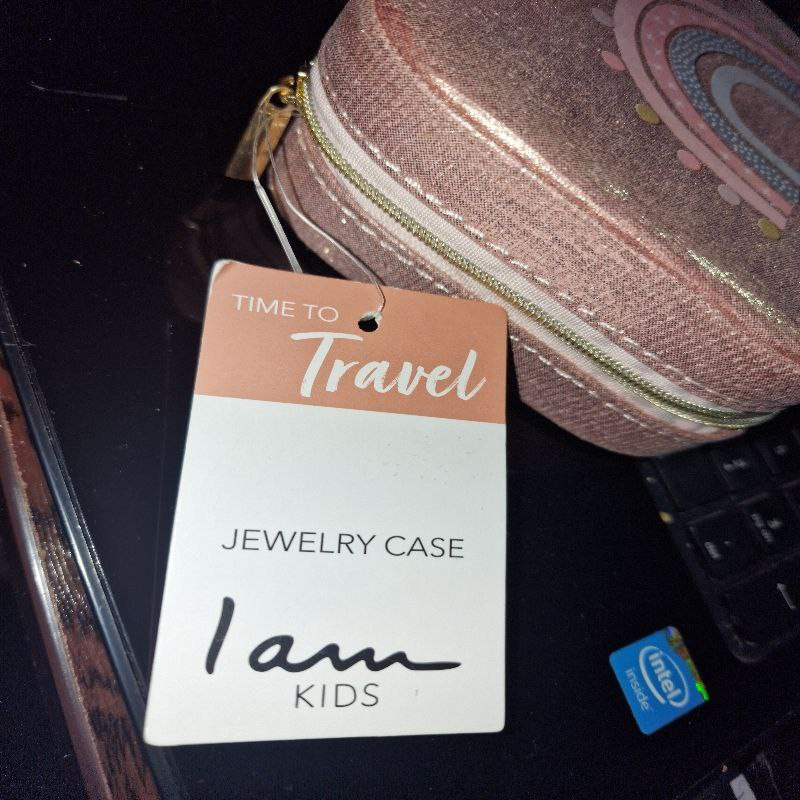 TIME TO
Travel
JEWELRY CASE
I am
KIDS
intel
inside